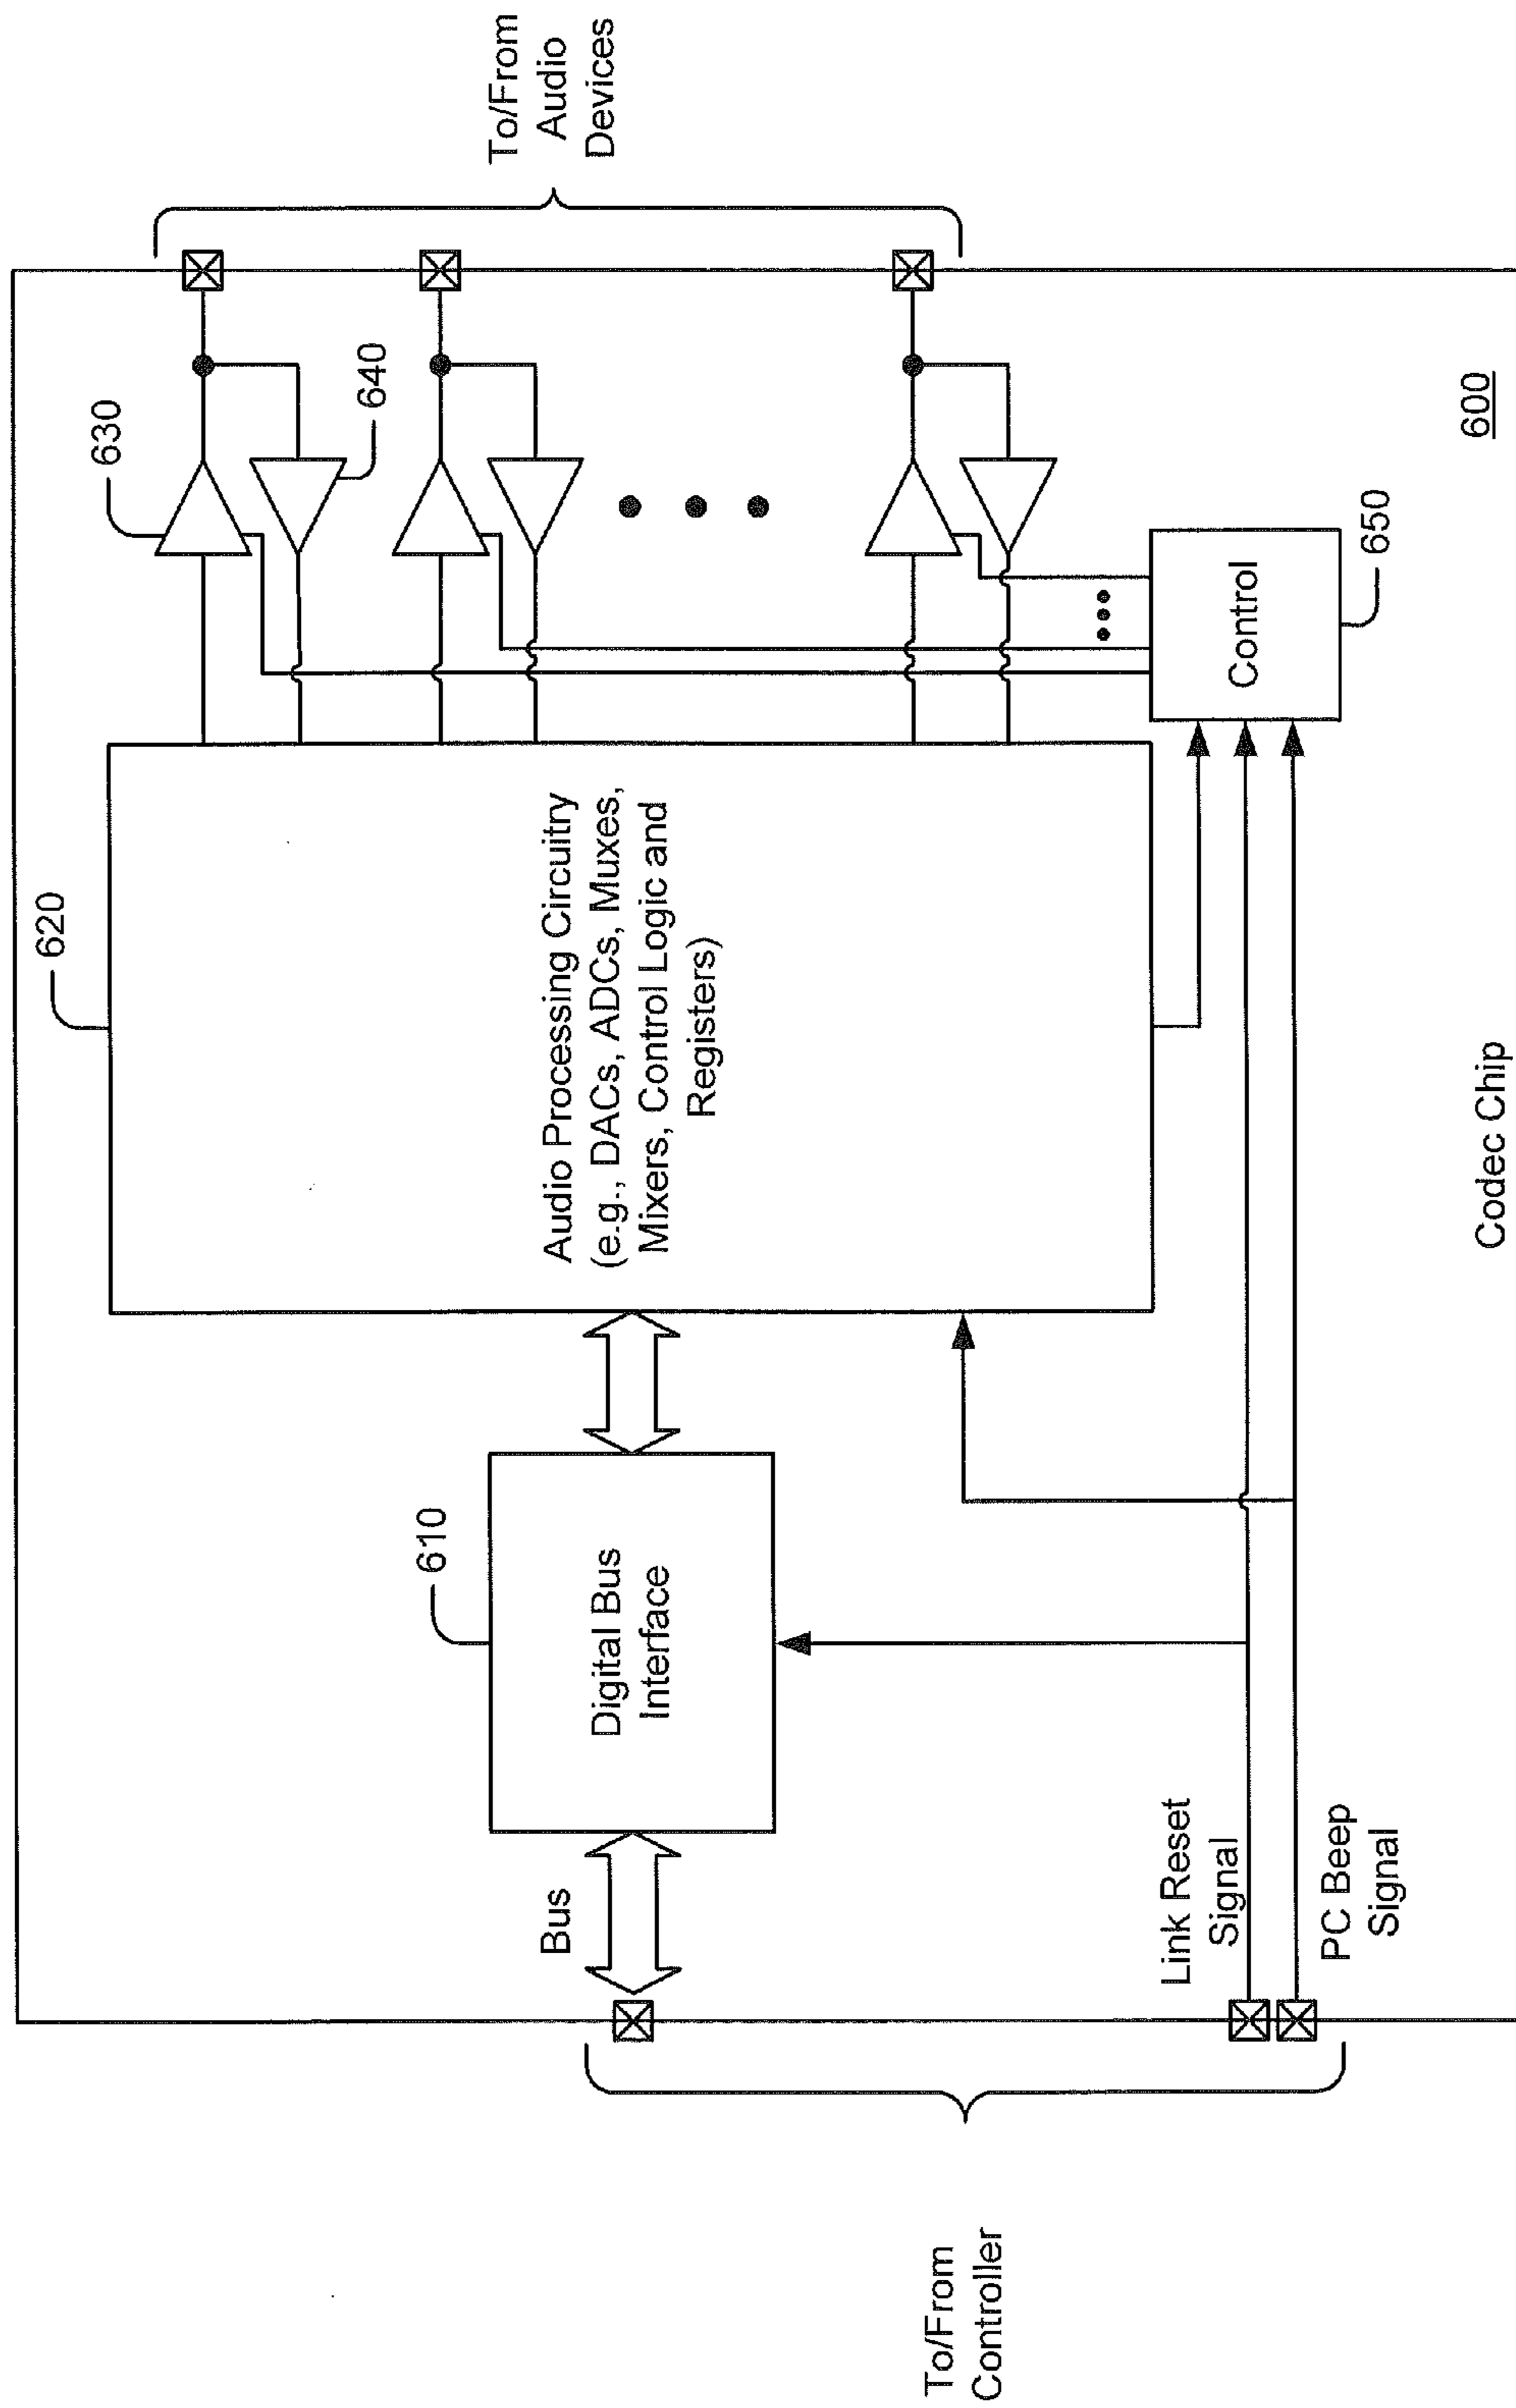 To/From
Controller
Bus
Link Reset
Signal
PC Beep
Signal
610
Digital Bus
Interface
620
Audio Processing Circuitry
(e.g., DACs, ADCs, Muxes,
Mixers, Control Logic and
Registers)
630
640
Control
650
To/From
Audio
Devices
Codec Chip
600